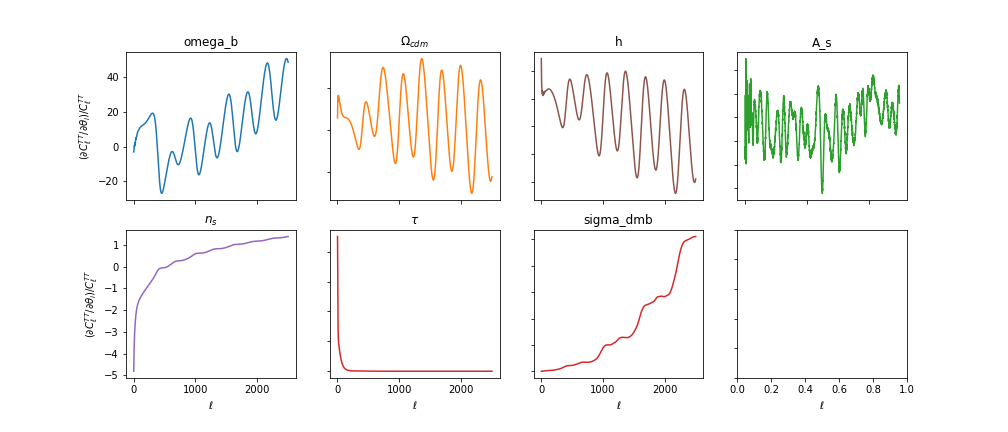 omega_b
Ω_{cdm}
h
A_s
(∂C_ℓ^{TT}/∂θ_i)/C_ℓ^{TT}
40
20
0
−20
n_s
τ
sigma_dmb
(∂C_ℓ^{TT}/∂θ_i)/C_ℓ^{TT}
1
0
−1
−2
−3
−4
−5
0 1000 2000
0 1000 2000
0 1000 2000
0.0 0.2 0.4 0.6 0.8 1.0
ℓ
ℓ
ℓ
ℓ